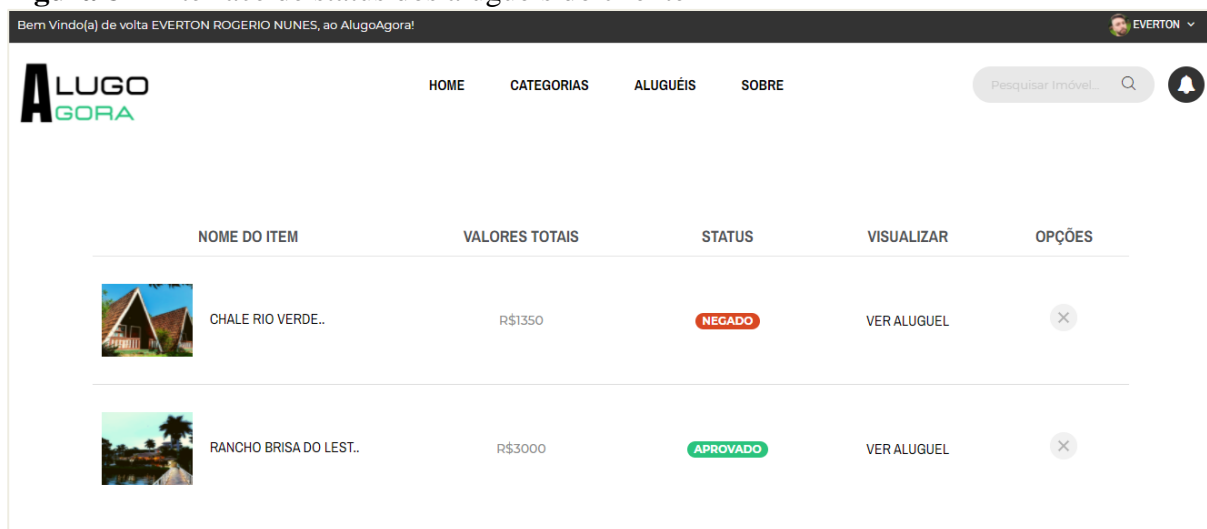 Bem Vindo(a) de volta EVERTON ROGERIO NUNES, ao AlugoAgora!
EVERTON
ALUGO
AGORA
HOME CATEGORIAS ALUGUÉIS SOBRE
Pesquisar Imóvel...
NOME DO ITEM VALORES TOTAIS STATUS VISUALIZAR OPÇÕES
CHALE RIO VERDE.. R$1350 NEGADO VER ALUGUEL
RANCHO BRISA DO LEST.. R$3000 APROVADO VER ALUGUEL